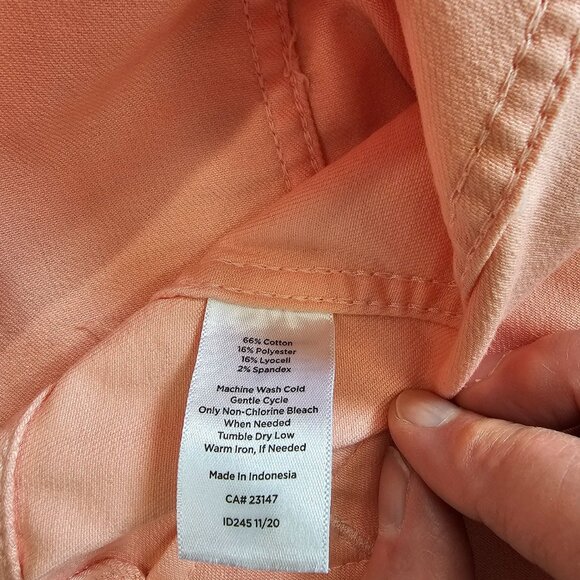 66% Cotton
16% Polyester
16% Lyocell
2% Spandex
Machine Wash Cold
Gentle Cycle
Only Non-Chlorine Bleach
When Needed
Tumble Dry Low
Warm Iron, If Needed
Made In Indonesia
CA# 23147
ID245 11/20